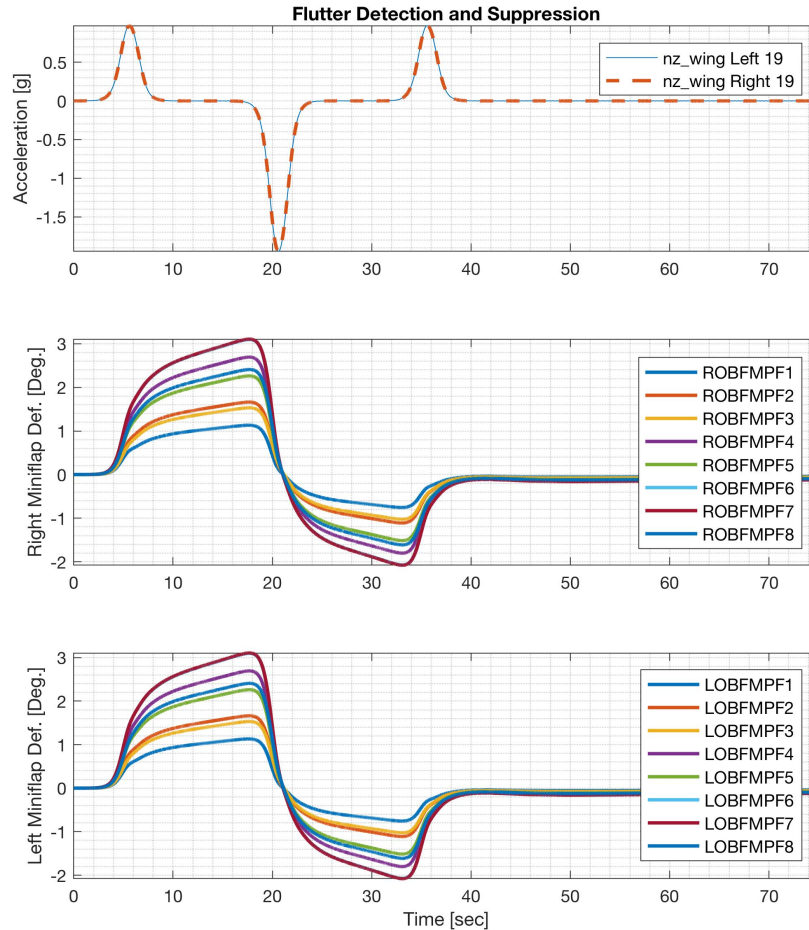 Flutter Detection and Suppression
Acceleration [g]
0.5
0
-0.5
-1
-1.5
nz_wing Left 19
nz_wing Right 19
0 10 20 30 40 50 60 70
Right Miniflap Def. [Deg.]
3
2
1
0
-1
-2
ROBFMPF1
ROBFMPF2
ROBFMPF3
ROBFMPF4
ROBFMPF5
ROBFMPF6
ROBFMPF7
ROBFMPF8
0 10 20 30 40 50 60 70
Left Miniflap Def. [Deg.]
3
2
1
0
-1
-2
LOBFMPF1
LOBFMPF2
LOBFMPF3
LOBFMPF4
LOBFMPF5
LOBFMPF6
LOBFMPF7
LOBFMPF8
0 10 20 30 40 50 60 70
Time [sec]